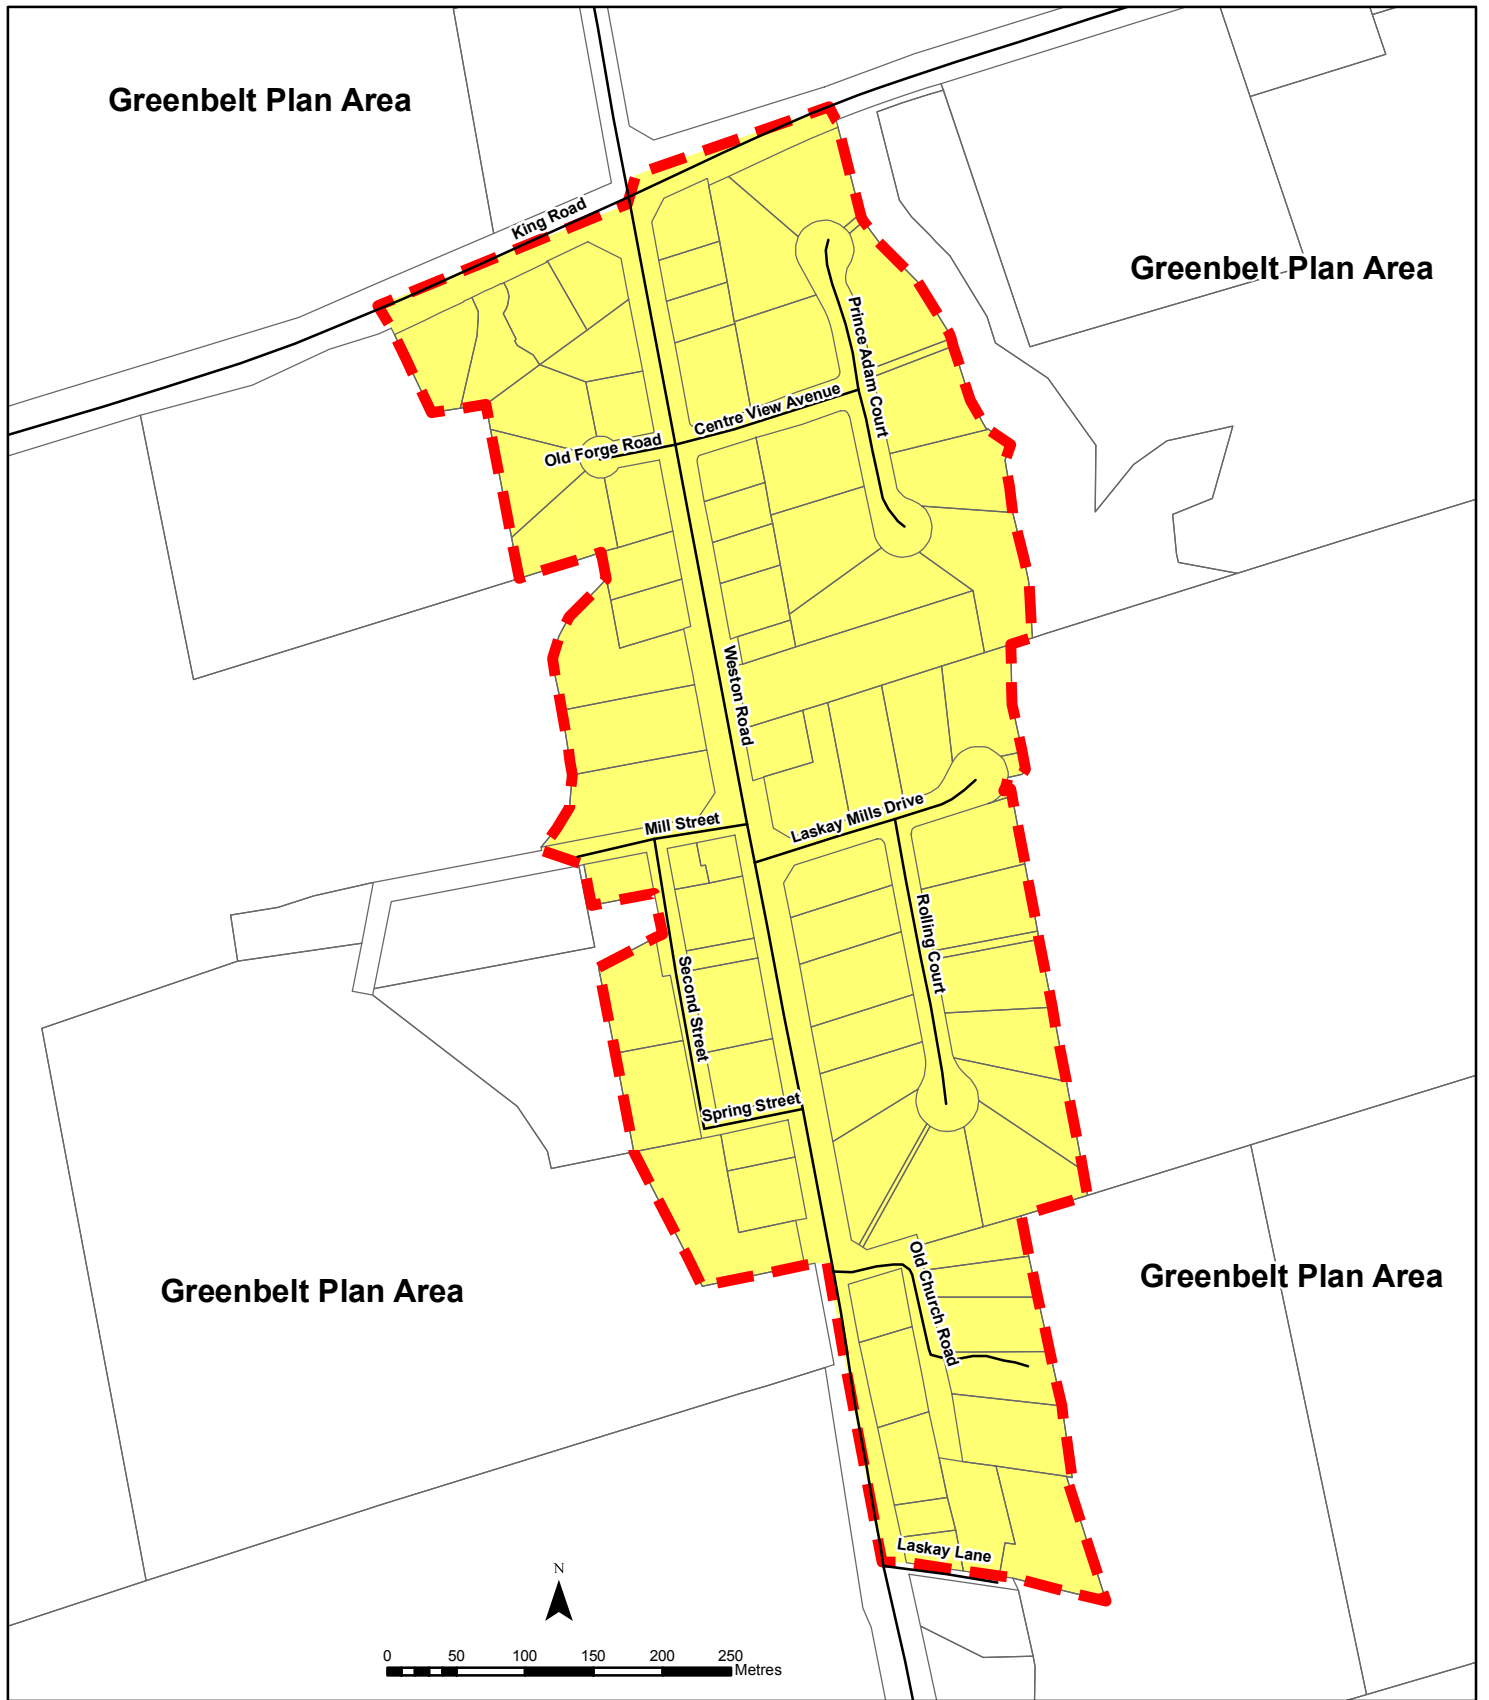 Greenbelt Plan Area
King Road
Greenbelt Plan Area
Prince Adam Court
Centre View Avenue
Old Forge Road
Weston Road
Laskay Mills Drive
Mill Street
Rolling Court
Second Street
Spring Street
Old Church Road
Greenbelt Plan Area
Greenbelt Plan Area
Laskay Lane
N
0 50 100 150 200 250
Metres